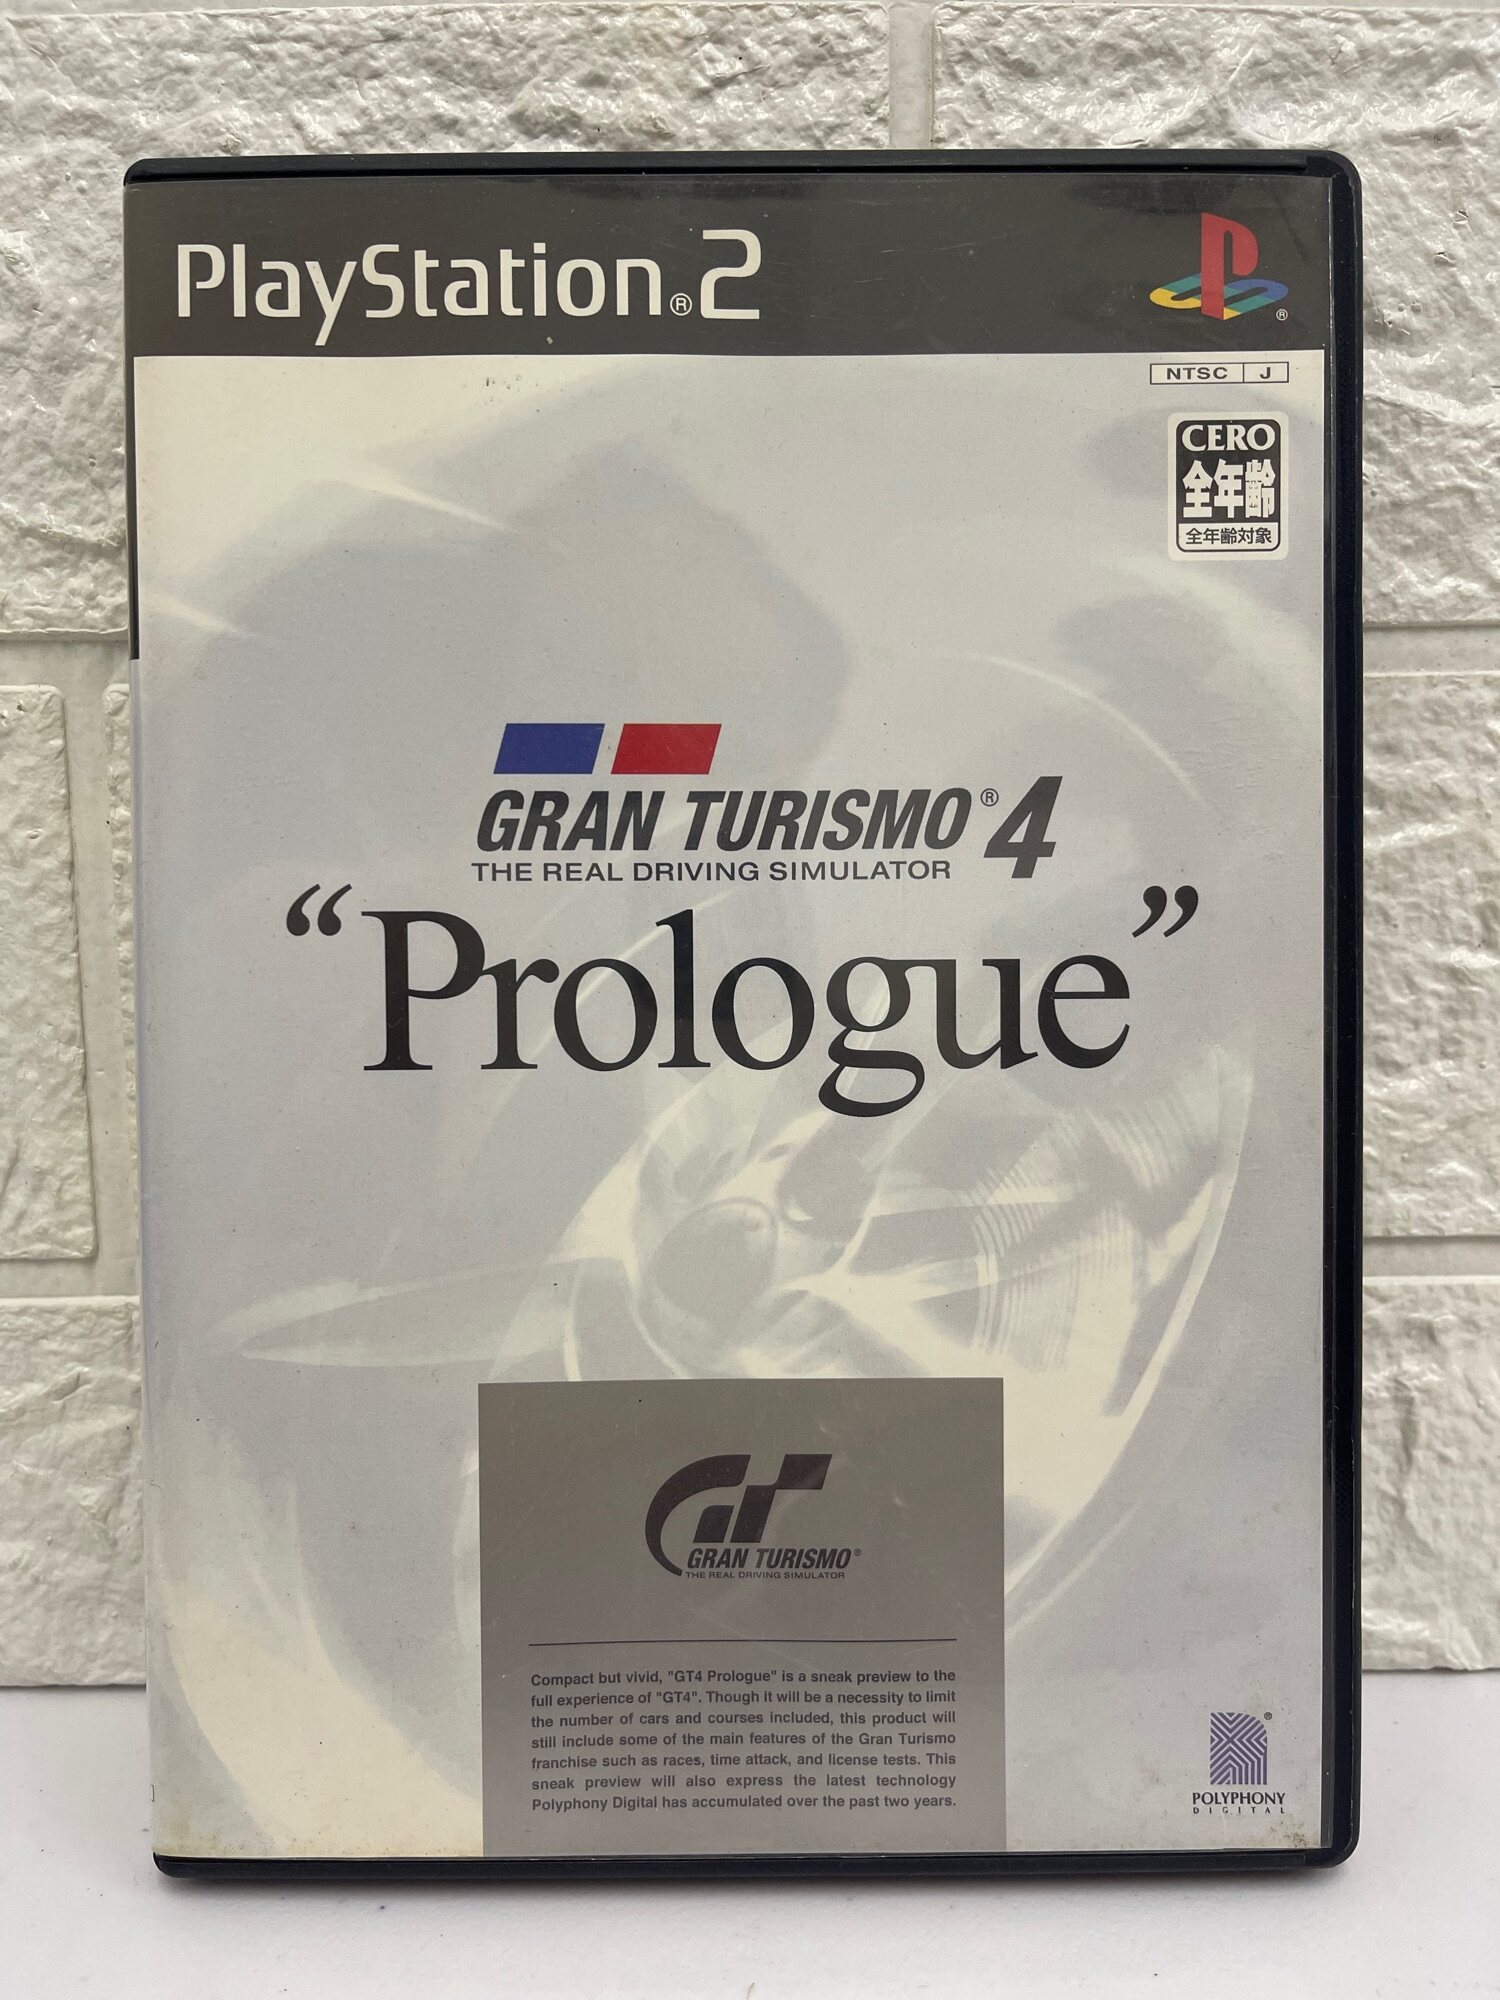 PlayStation®2
®
NTSC J
CERO
全年齢
全年齢対象
GRAN TURISMO® 4
THE REAL DRIVING SIMULATOR
“Prologue”
GT
GRAN TURISMO®
THE REAL DRIVING SIMULATOR
Compact but vivid, "GT4 Prologue" is a sneak preview to the
full experience of "GT4". Though it will be a necessity to limit
the number of cars and courses included, this product will
still include some of the main features of the Gran Turismo
franchise such as races, time attack, and license tests. This
sneak preview will also express the latest technology
Polyphony Digital has accumulated over the past two years.
®
POLYPHONY
DIGITAL